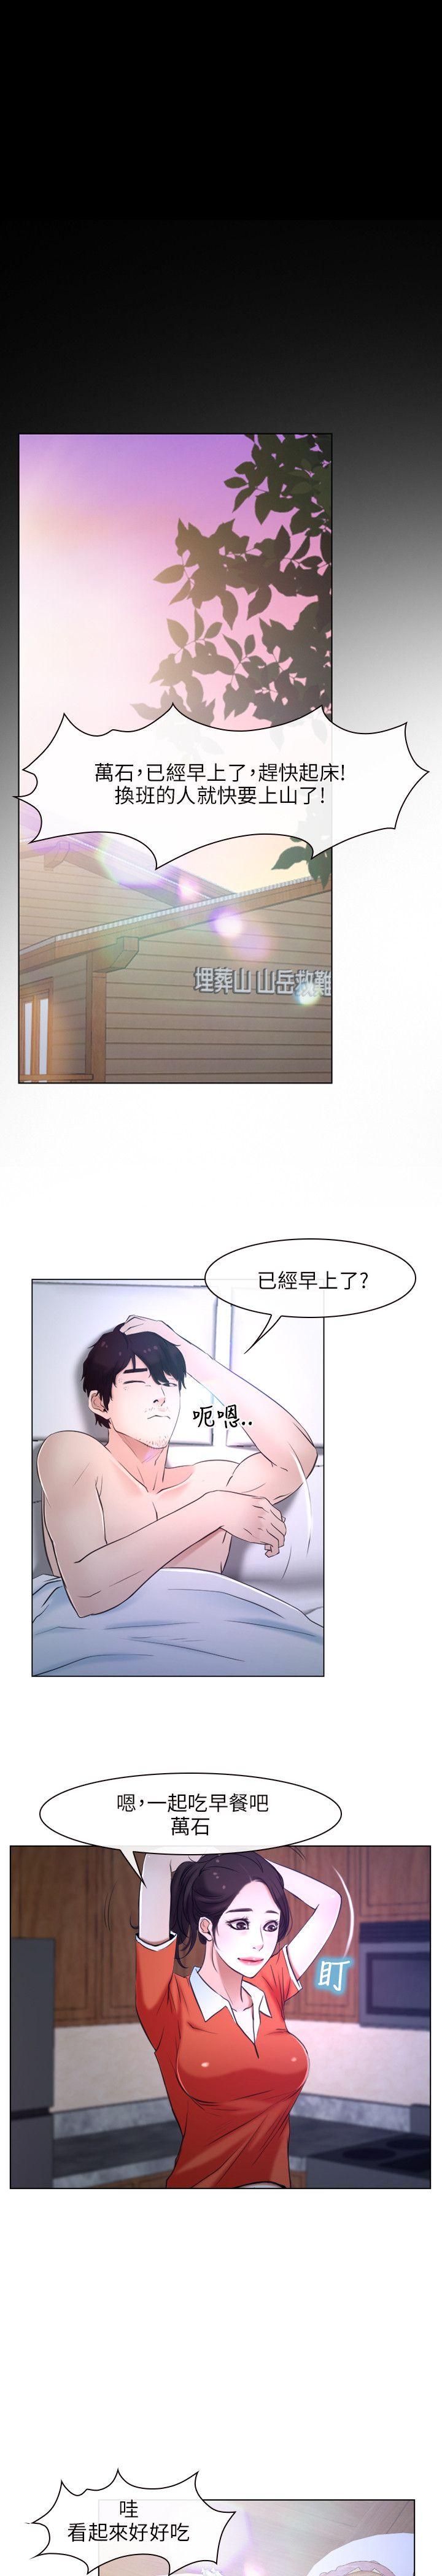 萬石，已經早上了，趕快起床！
換班的人就快要上山了！
埋葬山山岳救難
已經早上了？
呃嗯..
嗯，一起吃早餐吧
萬石
盯
哇
看起來好好吃